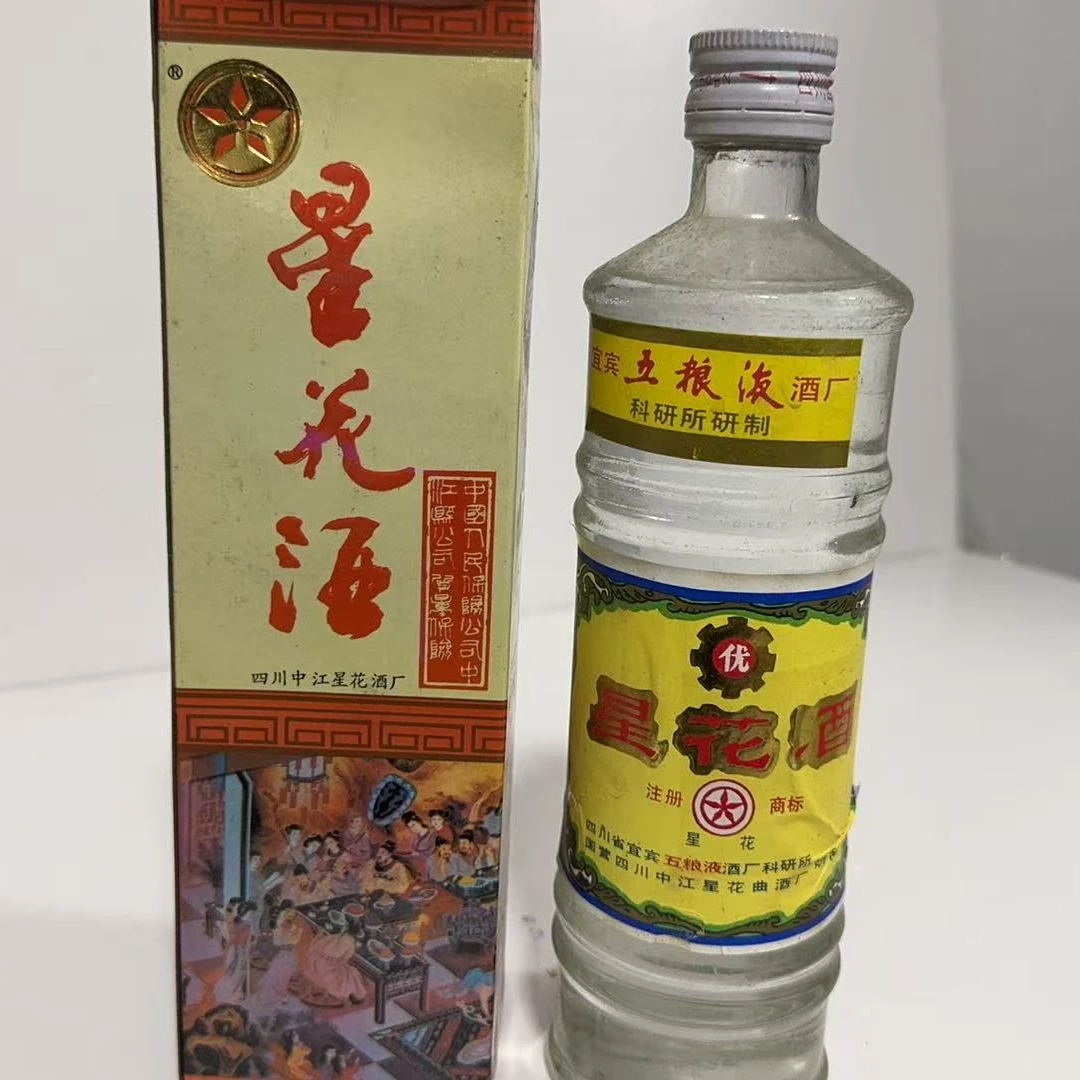 ®
星花酒
中國人民保險公司中
江縣公司質量保險
四川中江星花酒厂
宜宾五粮液酒厂
科研所研制
优
星花酒
注册 商标
星花
四川省宜宾五粮液酒厂科研所
国营四川中江星花曲酒厂